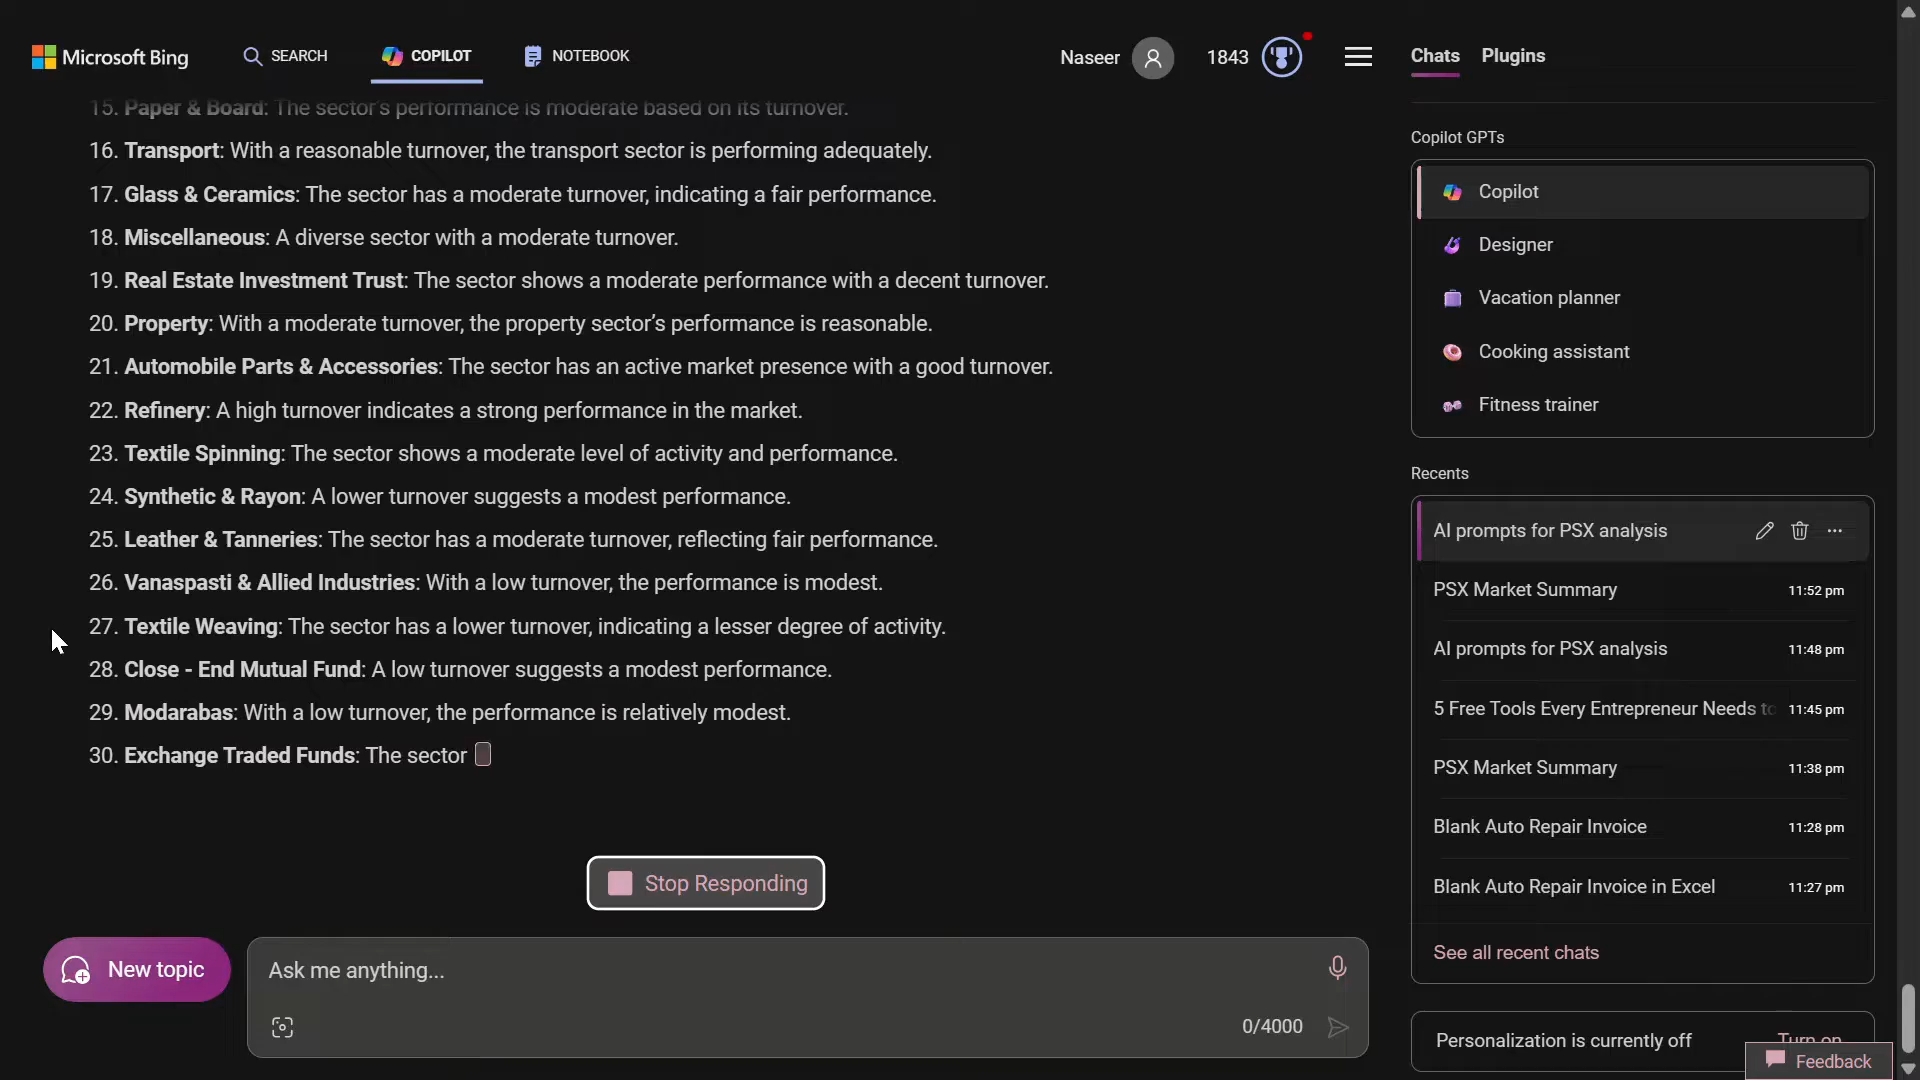 Microsoft Bing
SEARCH
COPILOT
NOTEBOOK
Naseer
1843
Chats
Plugins
15. Paper & Board: The sector's performance is moderate based on its turnover.
16. Transport: With a reasonable turnover, the transport sector is performing adequately.
17. Glass & Ceramics: The sector has a moderate turnover, indicating a fair performance.
18. Miscellaneous: A diverse sector with a moderate turnover.
19. Real Estate Investment Trust: The sector shows a moderate performance with a decent turnover.
20. Property: With a moderate turnover, the property sector’s performance is reasonable.
21. Automobile Parts & Accessories: The sector has an active market presence with a good turnover.
22. Refinery: A high turnover indicates a strong performance in the market.
23. Textile Spinning: The sector shows a moderate level of activity and performance.
24. Synthetic & Rayon: A lower turnover suggests a modest performance.
25. Leather & Tanneries: The sector has a moderate turnover, reflecting fair performance.
26. Vanaspasti & Allied Industries: With a low turnover, the performance is modest.
27. Textile Weaving: The sector has a lower turnover, indicating a lesser degree of activity.
28. Close - End Mutual Fund: A low turnover suggests a modest performance.
29. Modarabas: With a low turnover, the performance is relatively modest.
30. Exchange Traded Funds: The sector
Stop Responding
New topic
Ask me anything...
0/4000
Copilot GPTs
Copilot
Designer
Vacation planner
Cooking assistant
Fitness trainer
Recents
AI prompts for PSX analysis
PSX Market Summary 11:52 pm
AI prompts for PSX analysis 11:48 pm
5 Free Tools Every Entrepreneur Needs to 11:45 pm
PSX Market Summary 11:38 pm
Blank Auto Repair Invoice 11:28 pm
Blank Auto Repair Invoice in Excel 11:27 pm
See all recent chats
Personalization is currently off Turn on
Feedback